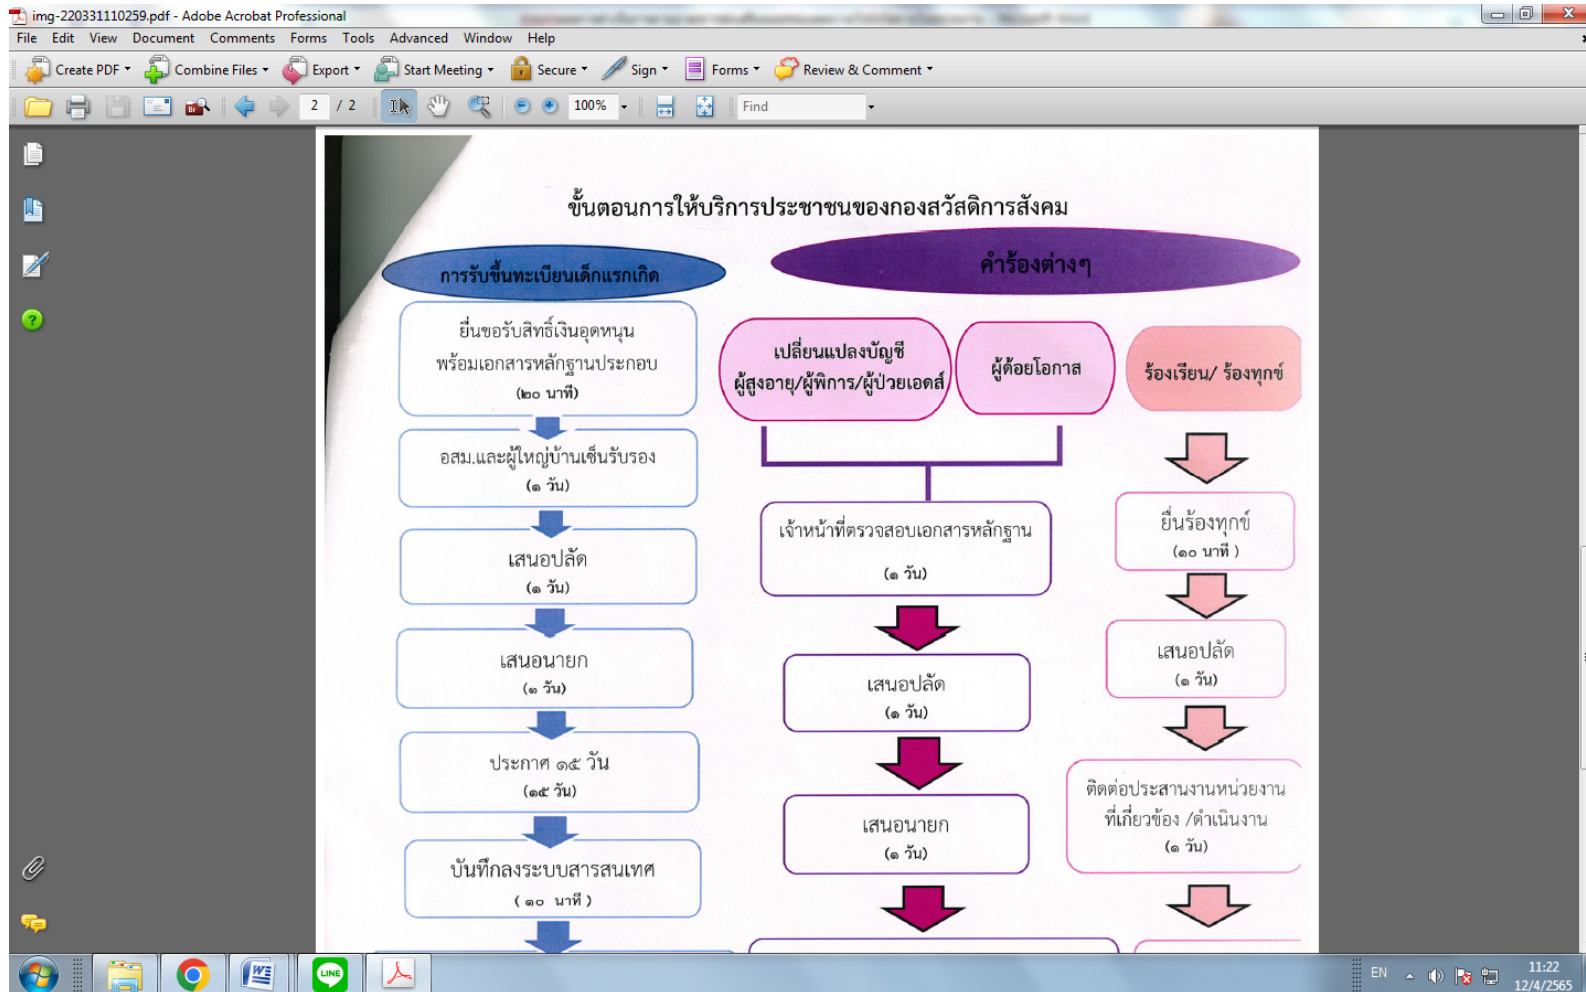 img-220331110259.pdf - Adobe Acrobat Professional
File Edit View Document Comments Forms Tools Advanced Window Help
Create PDF Combine Files Export Start Meeting Secure Sign Forms Review & Comment
2 / 2 100% Find
ขั้นตอนการให้บริการประชาชนของกองสวัสดิการสังคม
การรับขึ้นทะเบียนเด็กแรกเกิด
ยื่นขอรับสิทธิ์เงินอุดหนุน
พร้อมเอกสารหลักฐานประกอบ
(๒๐ นาที)
อสม.และผู้ใหญ่บ้านเซ็นรับรอง
(๑ วัน)
เสนอปลัด
(๑ วัน)
เสนอนายก
(๑ วัน)
ประกาศ ๑๕ วัน
(๑๕ วัน)
บันทึกลงระบบสารสนเทศ
( ๑๐ นาที )
คำร้องต่างๆ
เปลี่ยนแปลงบัญชี
ผู้สูงอายุ/ผู้พิการ/ผู้ป่วยเอดส์
ผู้ด้อยโอกาส
เจ้าหน้าที่ตรวจสอบเอกสารหลักฐาน
(๑ วัน)
เสนอปลัด
(๑ วัน)
เสนอนายก
(๑ วัน)
ร้องเรียน/ ร้องทุกข์
ยื่นร้องทุกข์
(๑๐ นาที )
เสนอปลัด
(๑ วัน)
ติดต่อประสานงานหน่วยงาน
ที่เกี่ยวข้อง /ดำเนินงาน
(๑ วัน)
LINE
EN
11:22
12/4/2565